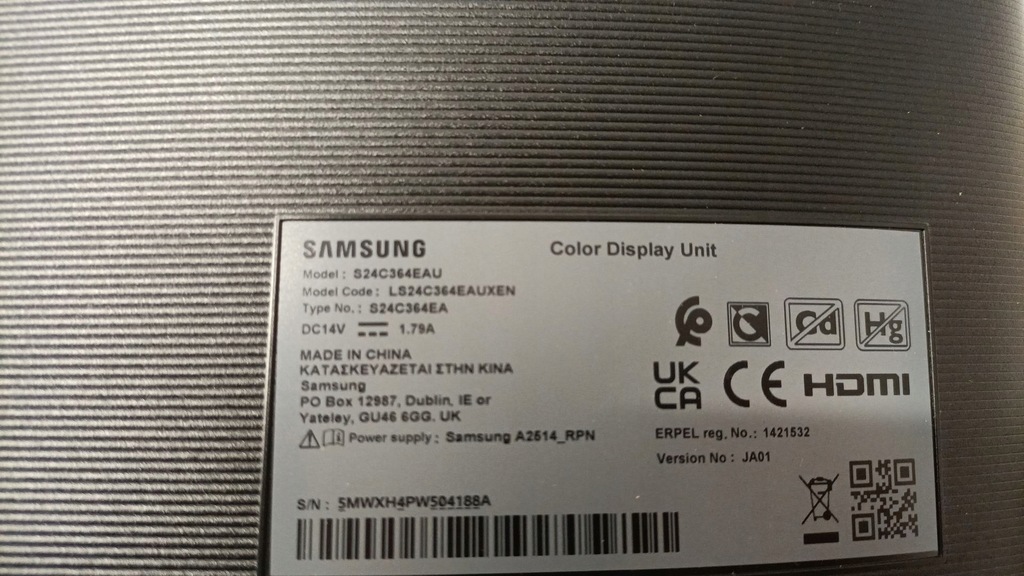 SAMSUNG
Color Display Unit
Model : S24C364EAU
Model Code : LS24C364EAUXEN
Type No. : S24C364EA
DC14V 1.79A
MADE IN CHINA
ΚΑΤΑΣΚΕΥΑΖΕΤΑΙ ΣΤΗΝ ΚΙΝΑ
Samsung
PO Box 12987, Dublin, IE or
Yateley, GU46 6GG. UK
Power supply : Samsung A2514_RPN
Cd
Hg
UK
CA
CE
HDMI
ERPEL reg. No.: 1421532
Version No : JA01
S/N : 5MWXH4PW504188A